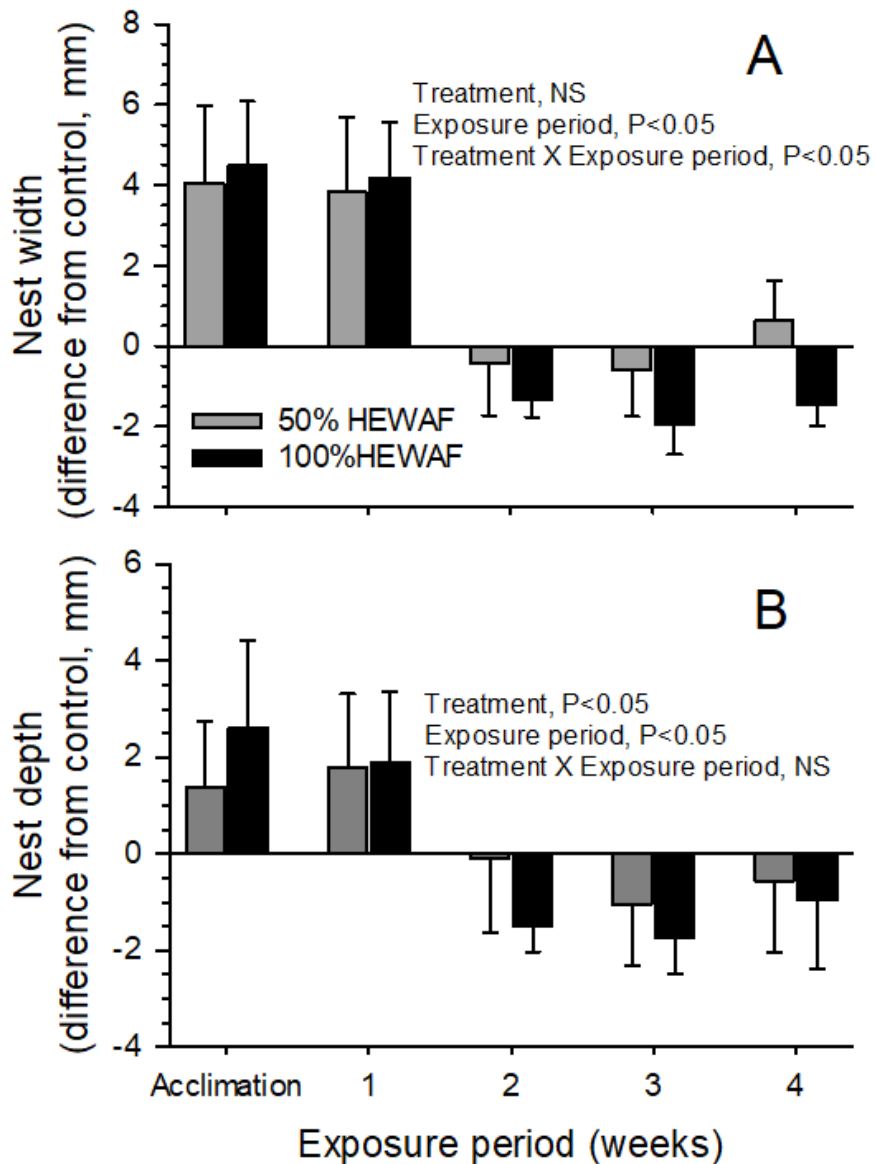 8
6
4
2
0
-2
-4
Nest width
(difference from control, mm)
A
Treatment, NS
Exposure period, P<0.05
Treatment X Exposure period, P<0.05
50% HEWAF
100%HEWAF
6
4
2
0
-2
-4
Nest depth
(difference from control, mm)
B
Treatment, P<0.05
Exposure period, P<0.05
Treatment X Exposure period, NS
Acclimation 1 2 3 4
Exposure period (weeks)